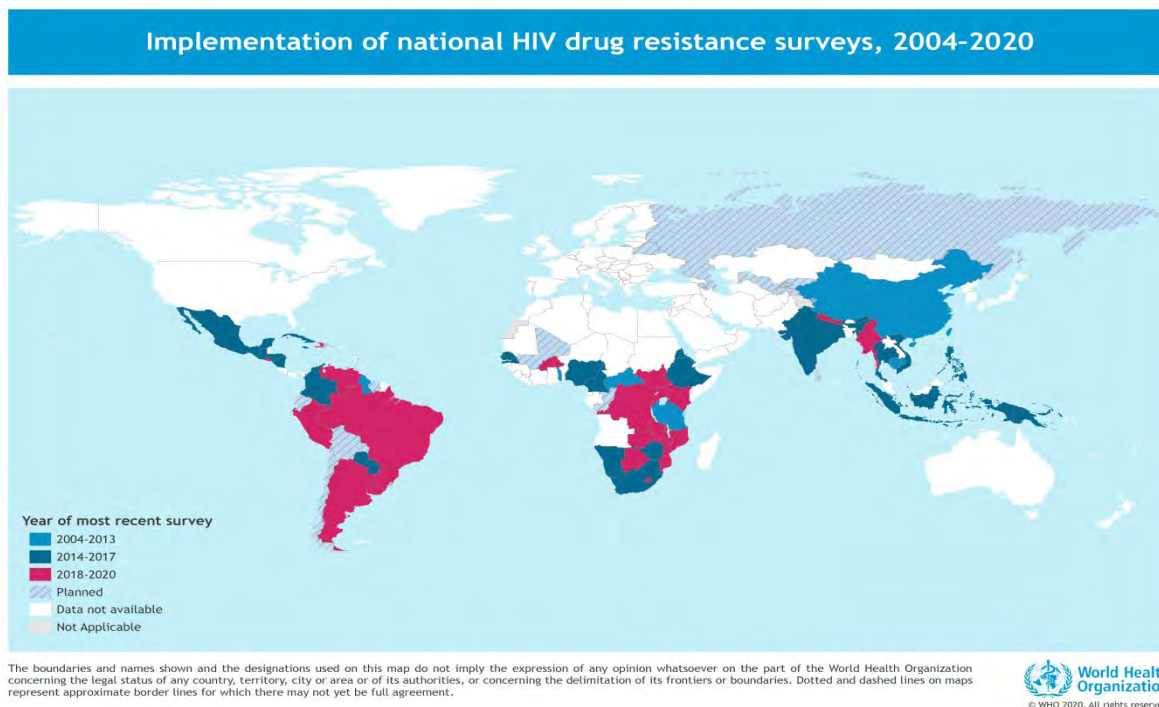 Implementation of national HIV drug resistance surveys, 2004-2020
Year of most recent survey
2004-2013
2014-2017
2018-2020
Planned
Data not available
Not Applicable
The boundaries and names shown and the designations used on this map do not imply the expression of any opinion whatsoever on the part of the World Health Organization
concerning the legal status of any country, territory, city or area or of its authorities, or concerning the delimitation of its frontiers or boundaries. Dotted and dashed lines on maps
represent approximate border lines for which there may not yet be full agreement.
World Healt
Organization
© WHO 2020. All rights reserve